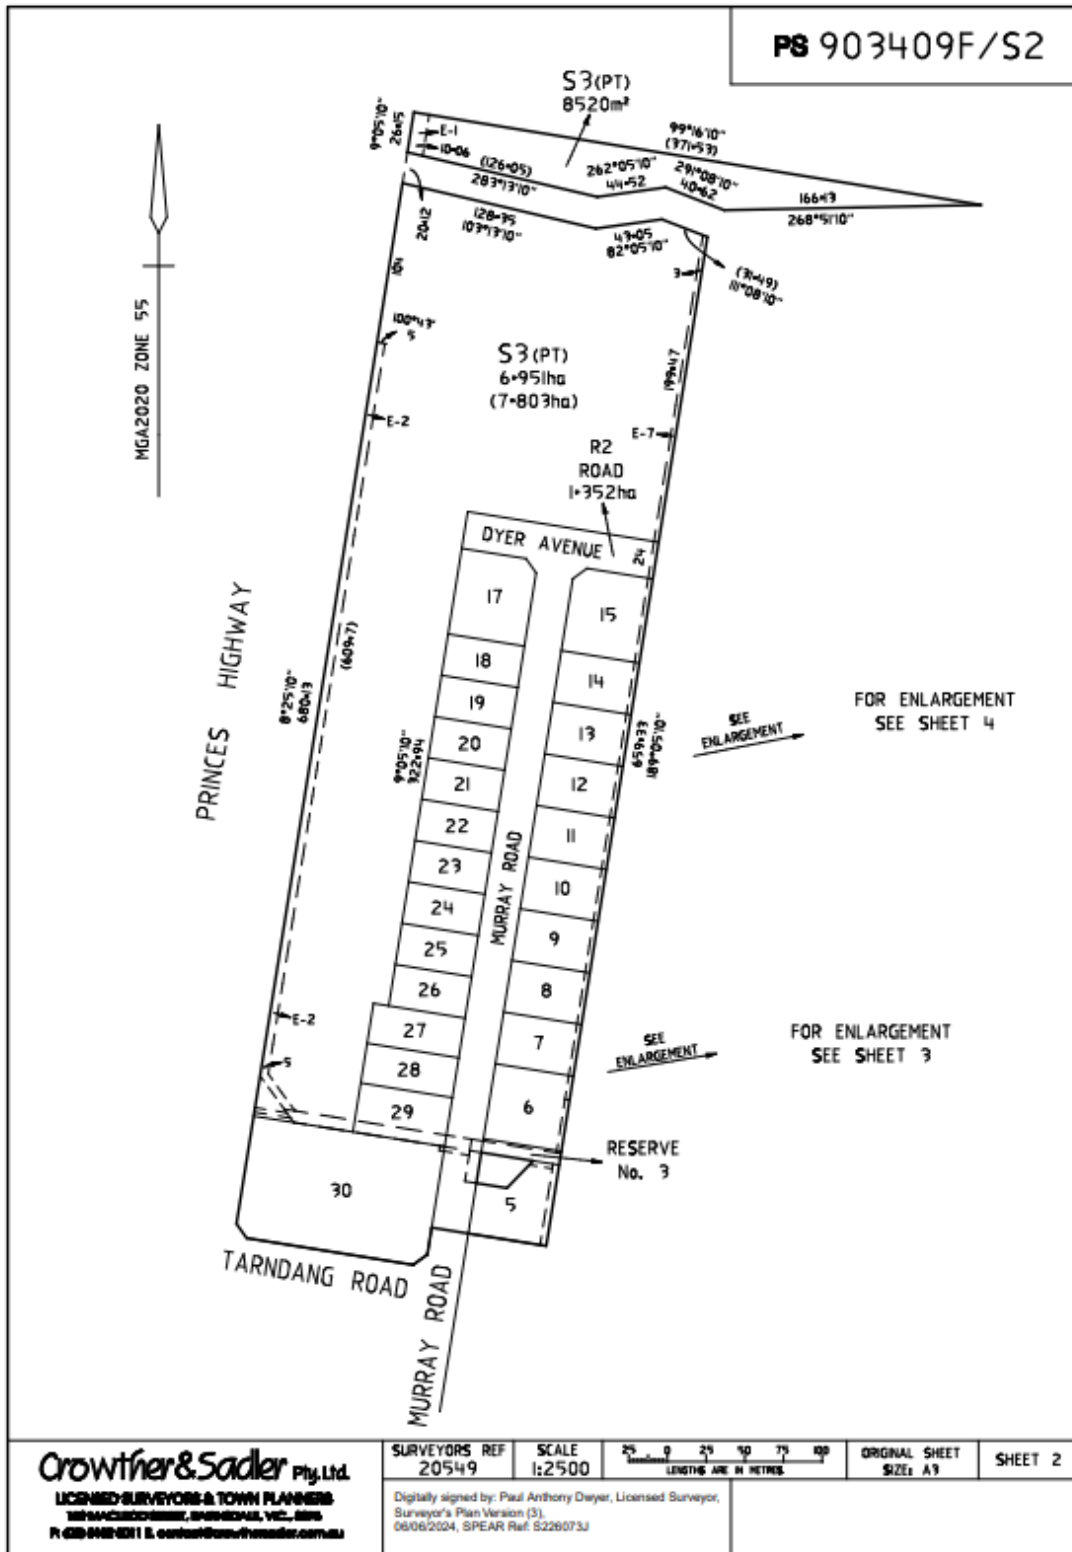 PS 903409F/S2
S3(PT)
8520m²
9°05'10"
26·15
E-1
10·06
(126·05)
283°13'10"
262°05'10"
44·52
291°08'10"
40·62
99°16'10"
(371·53)
166·13
268°51'10"
20·12
128·35
103°13'10"
43·05
82°05'10"
(31·49)
111°08'10"
3
104
100°43'
5
MGA2020 ZONE 55
S3(PT)
6·951ha
(7·803ha)
199·47
E-2
E-7
R2
ROAD
1·352ha
DYER AVENUE
24
17
15
18
14
19
13
20
12
21
22
11
23
10
24
9
25
8
26
27
7
28
6
29
30
5
PRINCES HIGHWAY
8°25'10"
680·13
(609·7)
9°05'10"
322·94
MURRAY ROAD
659·33
189°05'10"
SEE
ENLARGEMENT
FOR ENLARGEMENT
SEE SHEET 4
E-2
5
SEE
ENLARGEMENT
FOR ENLARGEMENT
SEE SHEET 3
RESERVE
No. 3
TARNDANG ROAD
MURRAY ROAD
Crowther&Sadler Pty.Ltd.
LICENSED SURVEYORS & TOWN PLANNERS
SURVEYORS REF
20549
SCALE
1:2500
25 0 25 50 75 100
LENGTHS ARE IN METRES
ORIGINAL SHEET
SIZE: A3
SHEET 2
Digitally signed by: Paul Anthony Dwyer, Licensed Surveyor,
Surveyor's Plan Version (3),
06/06/2024, SPEAR Ref: S226073J